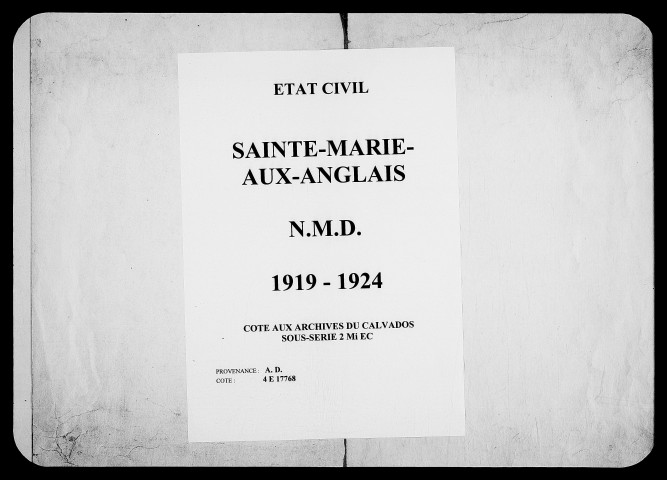 ETAT CIVIL
SAINTE-MARIE-
AUX-ANGLAIS
N.M.D.
1919 - 1924
COTE AUX ARCHIVES DU CALVADOS
SOUS-SERIE 2 Mi EC
PROVENANCE : A. D.
COTE : 4 E 17768